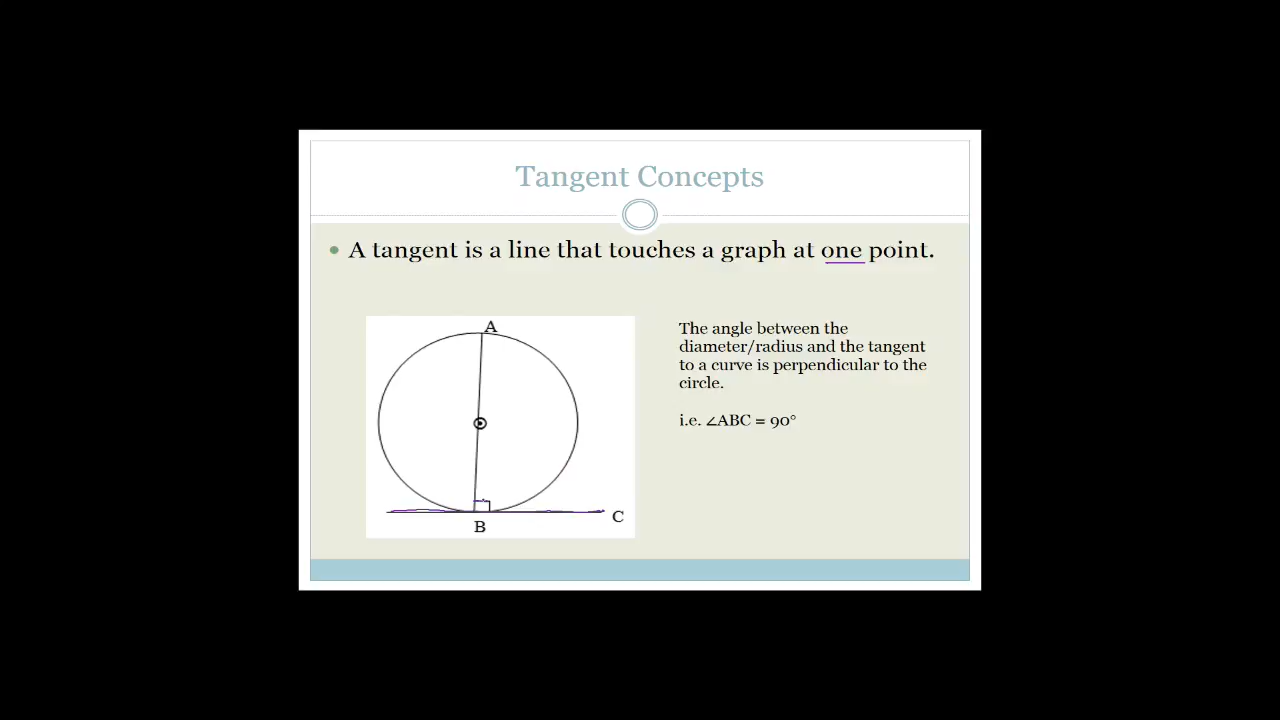 Tangent Concepts
A tangent is a line that touches a graph at one point.
A
B
C
The angle between the
diameter/radius and the tangent
to a curve is perpendicular to the
circle.
i.e. ∠ABC = 90°